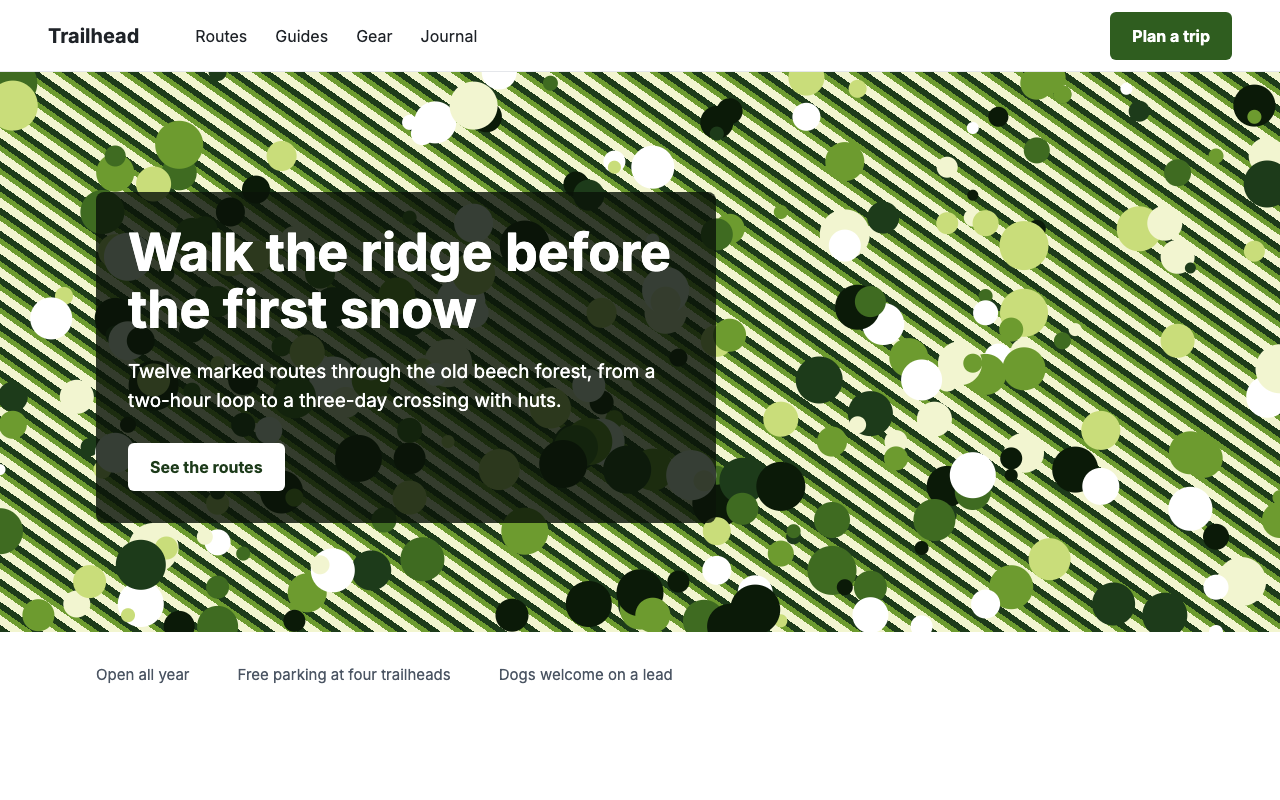 Trailhead
Routes
Guides
Gear
Journal
Plan a trip
Walk the ridge before
the first snow
Twelve marked routes through the old beech forest, from a
two-hour loop to a three-day crossing with huts.
See the routes
Open all year
Free parking at four trailheads
Dogs welcome on a lead